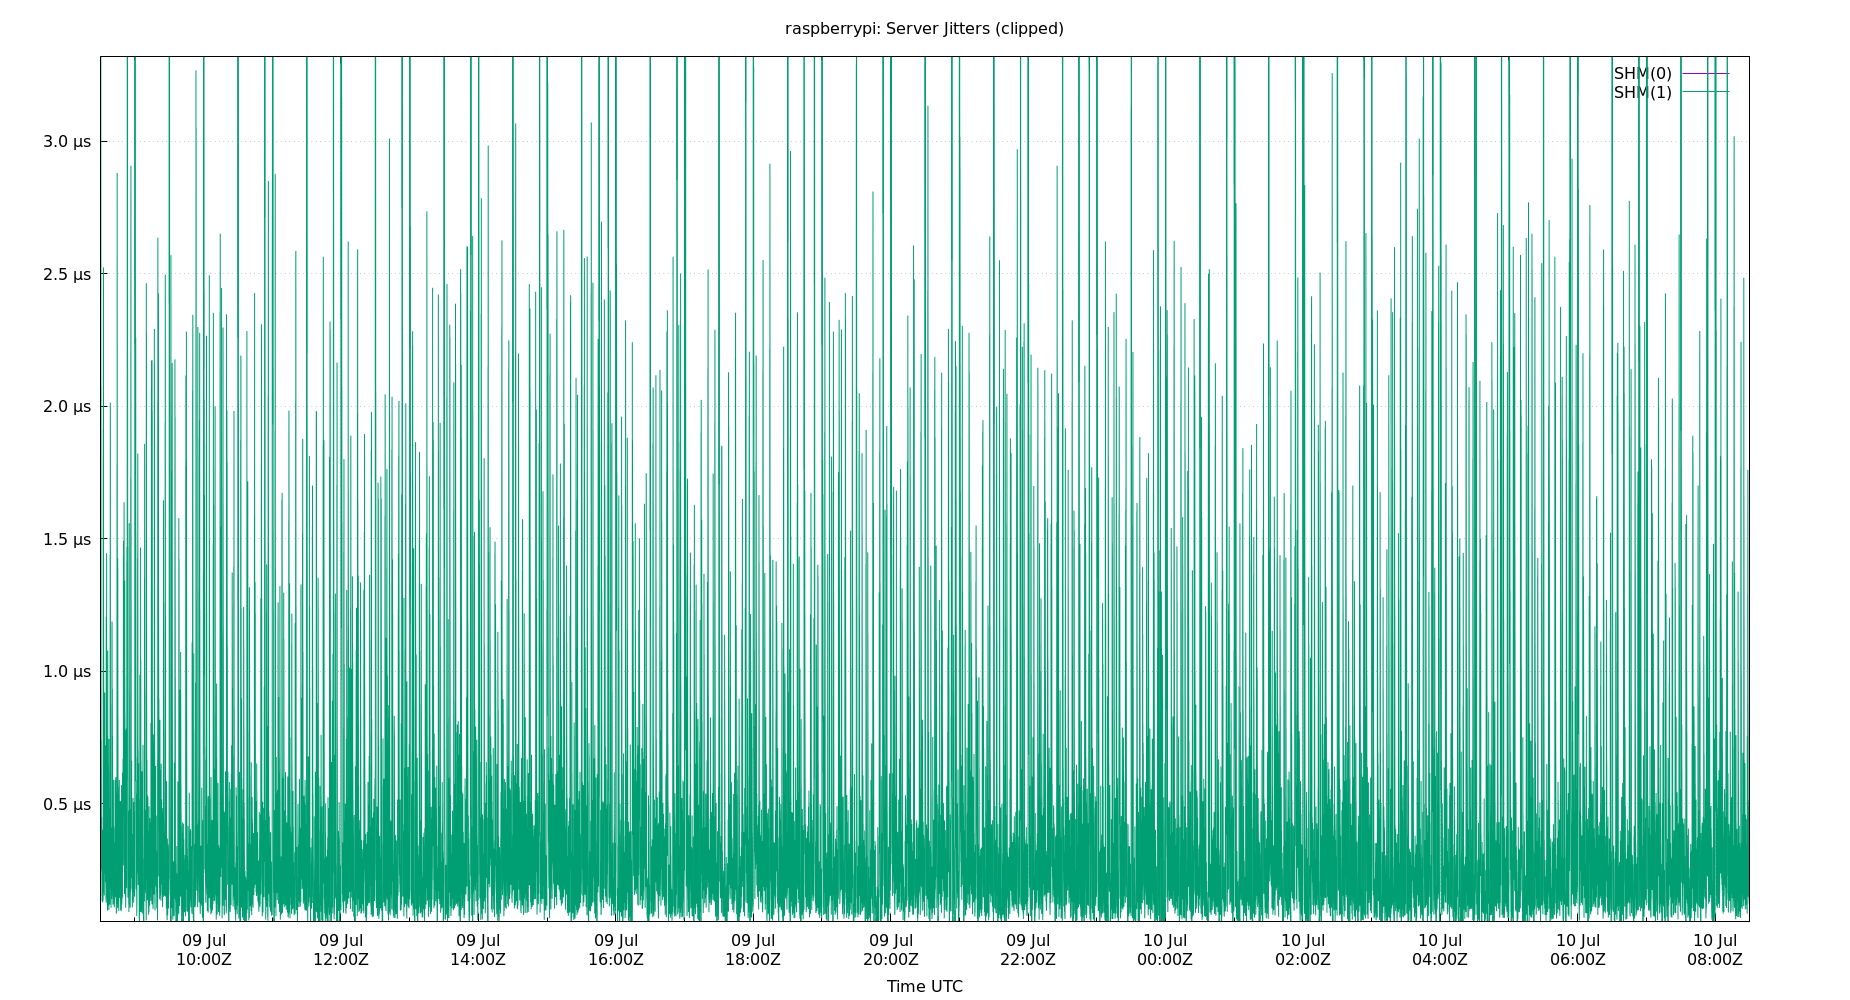 raspberrypi: Server Jitters (clipped)
SHM(0)
SHM(1)
3.0 µs
2.5 µs
2.0 µs
1.5 µs
1.0 µs
0.5 µs
09 Jul 09 Jul 09 Jul 09 Jul 09 Jul 09 Jul 09 Jul 10 Jul 10 Jul 10 Jul 10 Jul 10 Jul
10:00Z 12:00Z 14:00Z 16:00Z 18:00Z 20:00Z 22:00Z 00:00Z 02:00Z 04:00Z 06:00Z 08:00Z
Time UTC